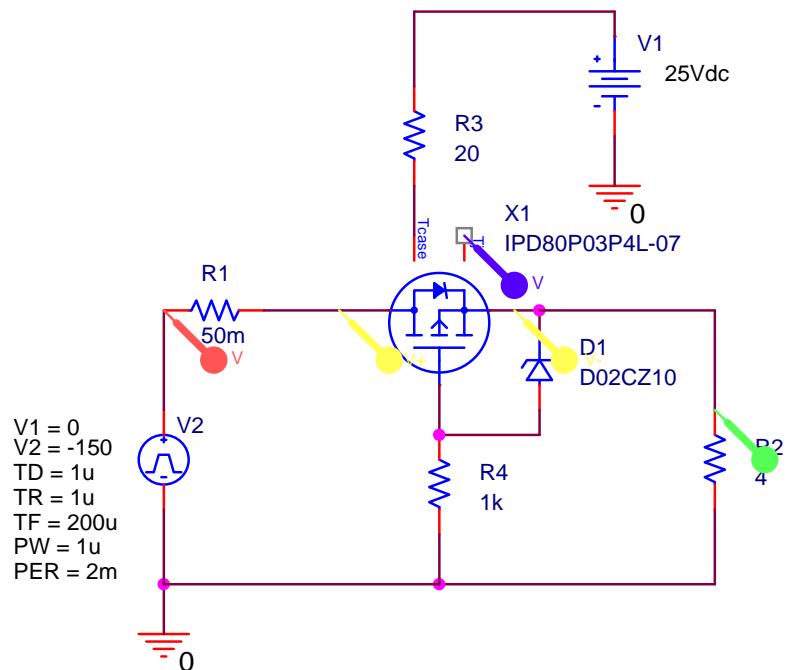 V1
25Vdc
R3
20
0
Tcase
X1
IPD80P03P4L-07
V
R1
50m
V
V+
V-
D1
D02CZ10
V1 = 0
V2 = -150
TD = 1u
TR = 1u
TF = 200u
PW = 1u
PER = 2m
V2
R4
1k
R2
4
0